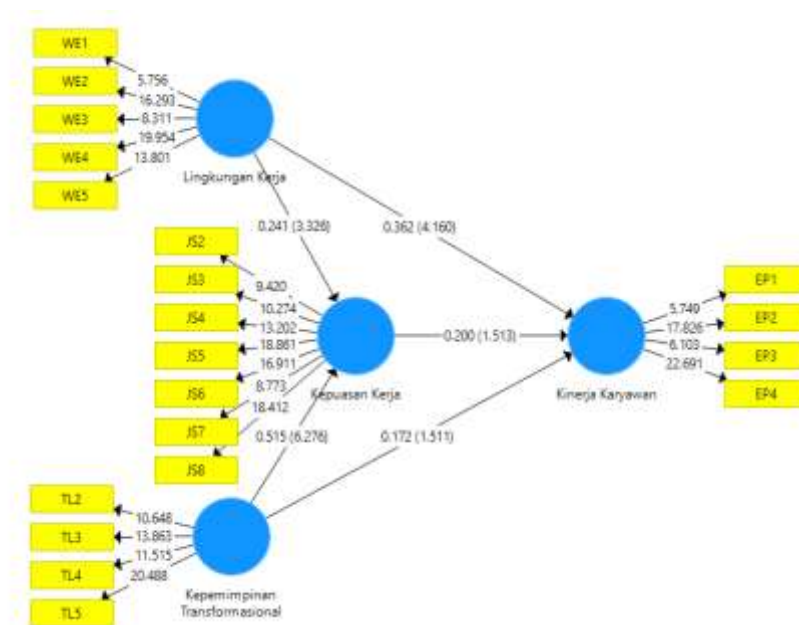 WE1
WE2
WE3
WE4
WE5
5.756
16.293
8.311
19.954
13.801
Lingkungan Kerja
0.241 (3.326)
0.362 (4.160)
JS2
JS3
JS4
JS5
JS6
JS7
JS8
9.420
10.274
13.202
18.861
16.911
8.773
18.412
Kepuasan Kerja
0.200 (1.513)
0.515 (6.276)
0.172 (1.511)
EP1
EP2
EP3
EP4
5.749
17.826
6.103
22.691
Kinerja Karyawan
TL2
TL3
TL4
TL5
10.648
13.863
11.515
20.488
Kepemimpinan
Transformasional